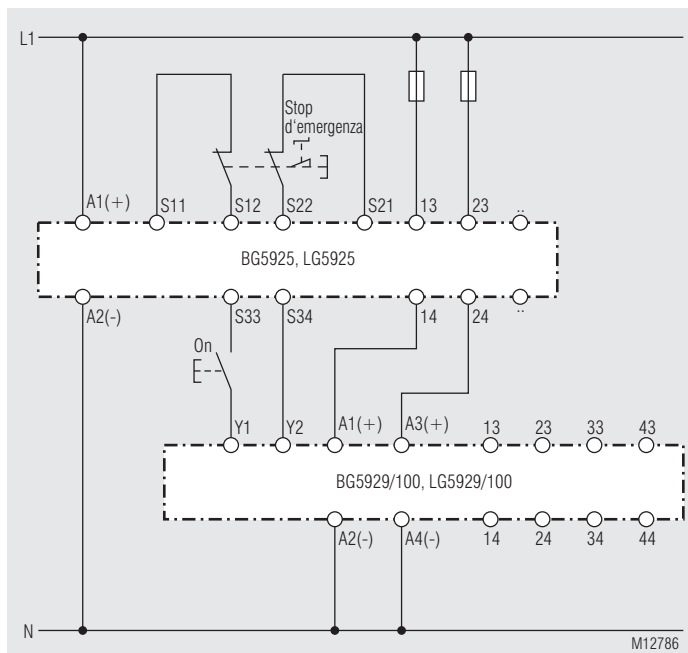 L1
Stop
d'emergenza
A1(+) S11 S12 S22 S21 13 23 ..
BG5925, LG5925
A2(-) S33 S34 14 24 ..
On
Y1 Y2 A1(+) A3(+) 13 23 33 43
BG5929/100, LG5929/100
A2(-) A4(-) 14 24 34 44
N
M12786